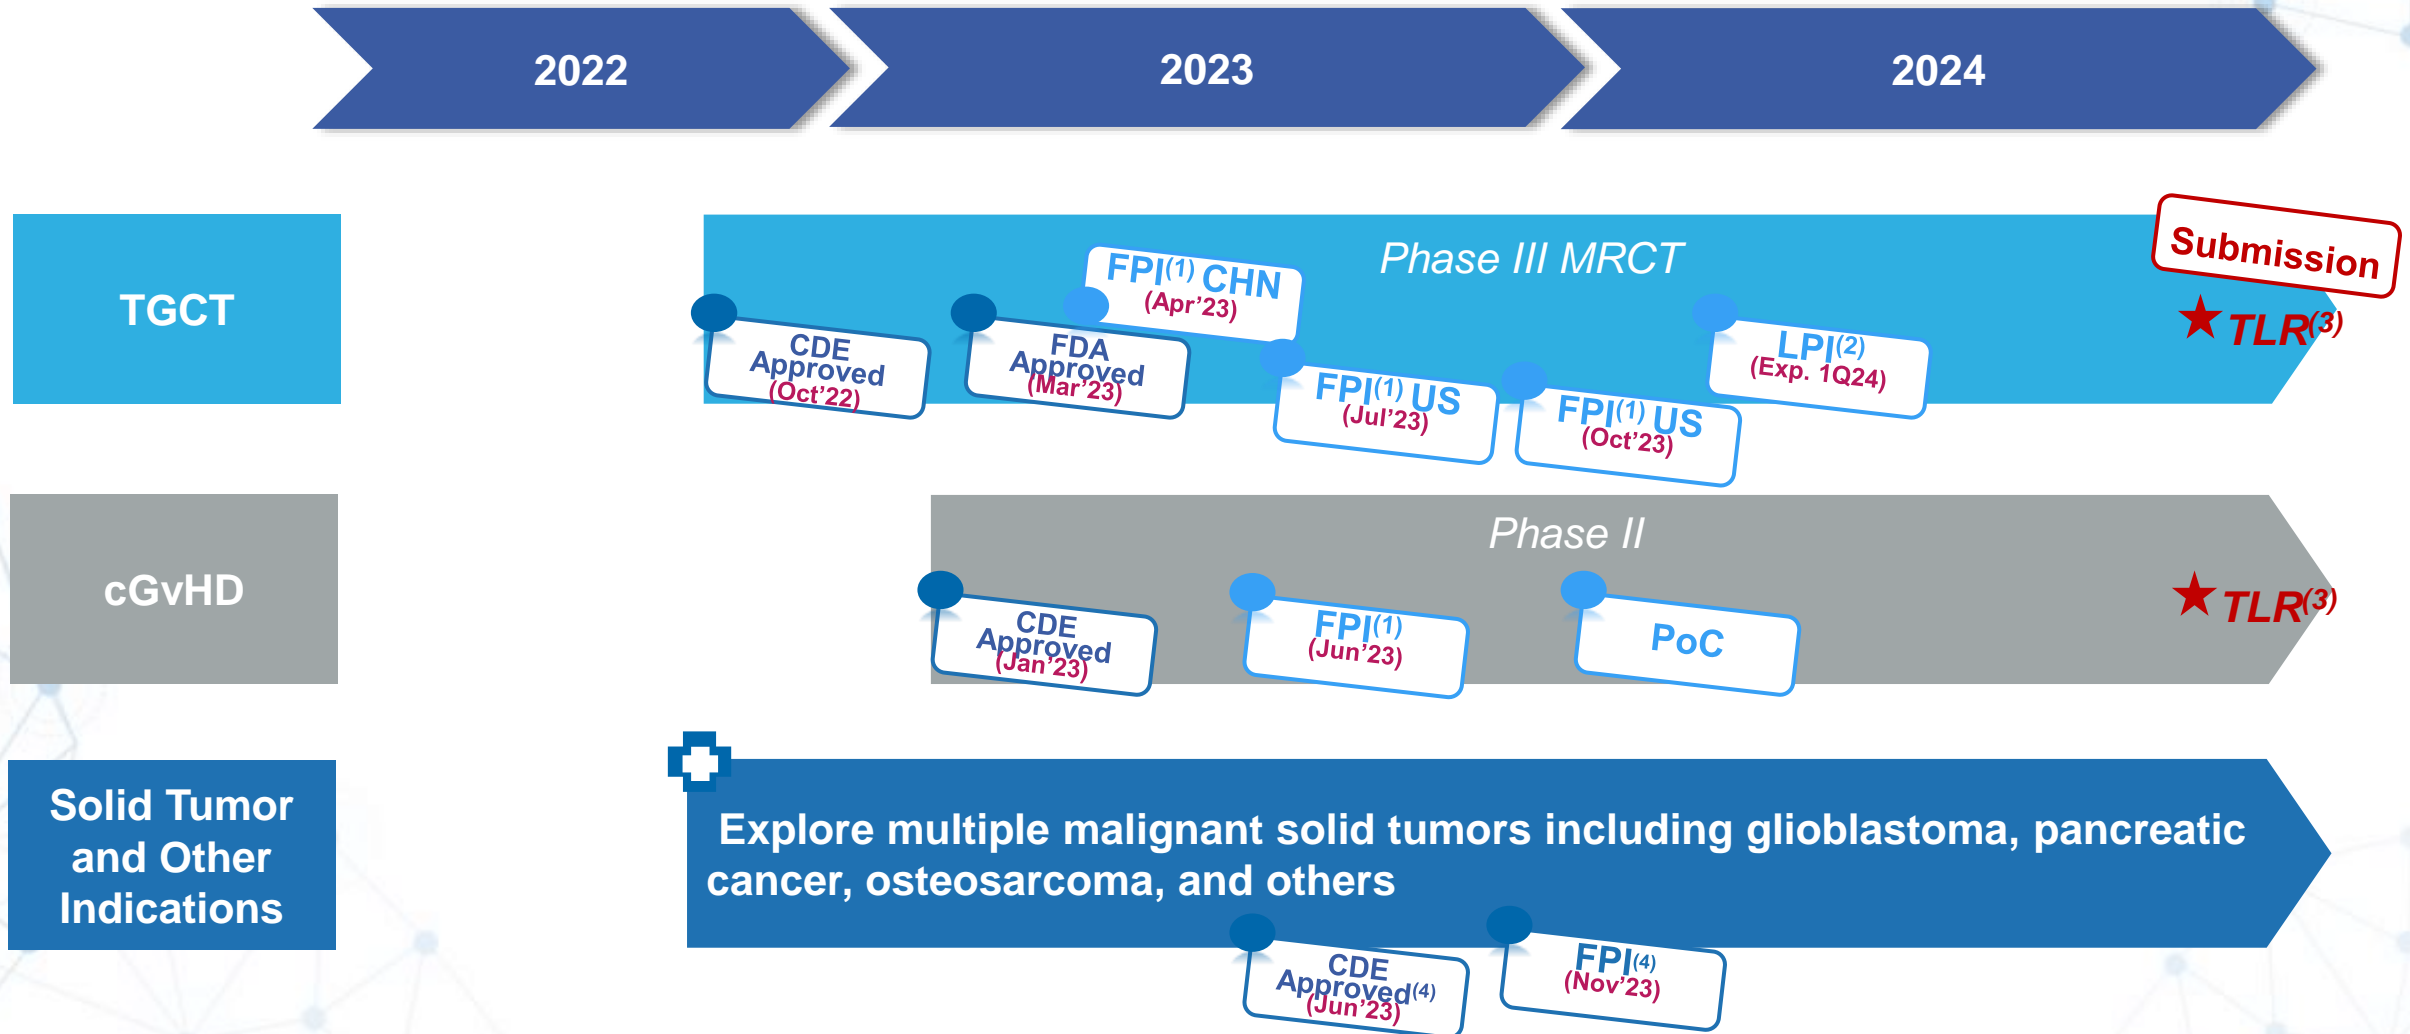 2022
2023
2024
TGCT
Phase III MRCT
Submission
TLR(3)
CDE
Approved
(Oct’22)
FDA
Approved
(Mar’23)
FPI(1) CHN
(Apr’23)
FPI(1) US
(Jul’23)
FPI(1) US
(Oct’23)
LPI(2)
(Exp. 1Q24)
cGvHD
Phase II
CDE
Approved
(Jan’23)
FPI(1)
(Jun’23)
PoC
TLR(3)
Solid Tumor
and Other
Indications
Explore multiple malignant solid tumors including glioblastoma, pancreatic
cancer, osteosarcoma, and others
CDE
Approved(4)
(Jun’23)
FPI(4)
(Nov’23)